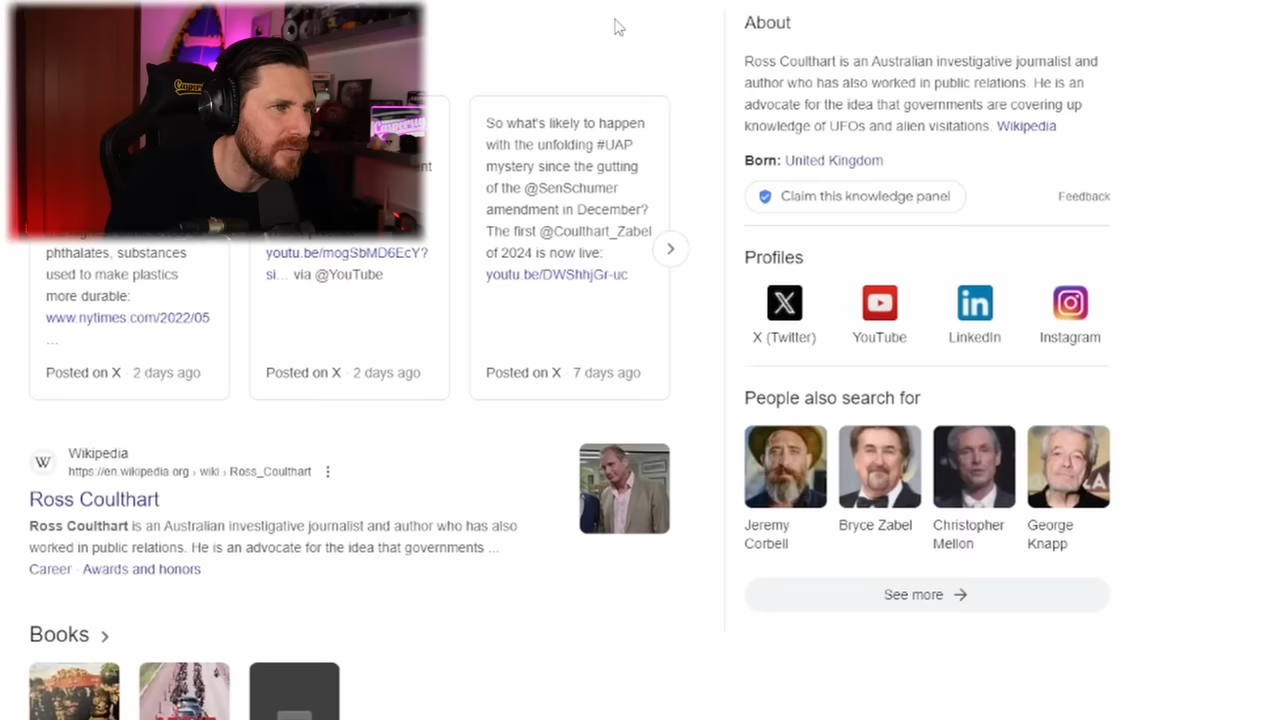 So what's likely to happen
with the unfolding #UAP
mystery since the gutting
of the @SenSchumer
amendment in December?
The first @Coulthart_Zabel
of 2024 is now live:
youtu.be/DWShhjGr-uc
Posted on X · 7 days ago
phthalates, substances
used to make plastics
more durable:
www.nytimes.com/2022/05
...
Posted on X · 2 days ago
youtu.be/mogSbMD6EcY?
si... via @YouTube
Posted on X · 2 days ago
Wikipedia
https://en.wikipedia.org › wiki › Ross_Coulthart
Ross Coulthart
Ross Coulthart is an Australian investigative journalist and author who has also
worked in public relations. He is an advocate for the idea that governments ...
Career · Awards and honors
Books
About
Ross Coulthart is an Australian investigative journalist and
author who has also worked in public relations. He is an
advocate for the idea that governments are covering up
knowledge of UFOs and alien visitations. Wikipedia
Born: United Kingdom
Claim this knowledge panel
Feedback
Profiles
X (Twitter)
YouTube
LinkedIn
Instagram
People also search for
Jeremy
Corbell
Bryce Zabel
Christopher
Mellon
George
Knapp
See more